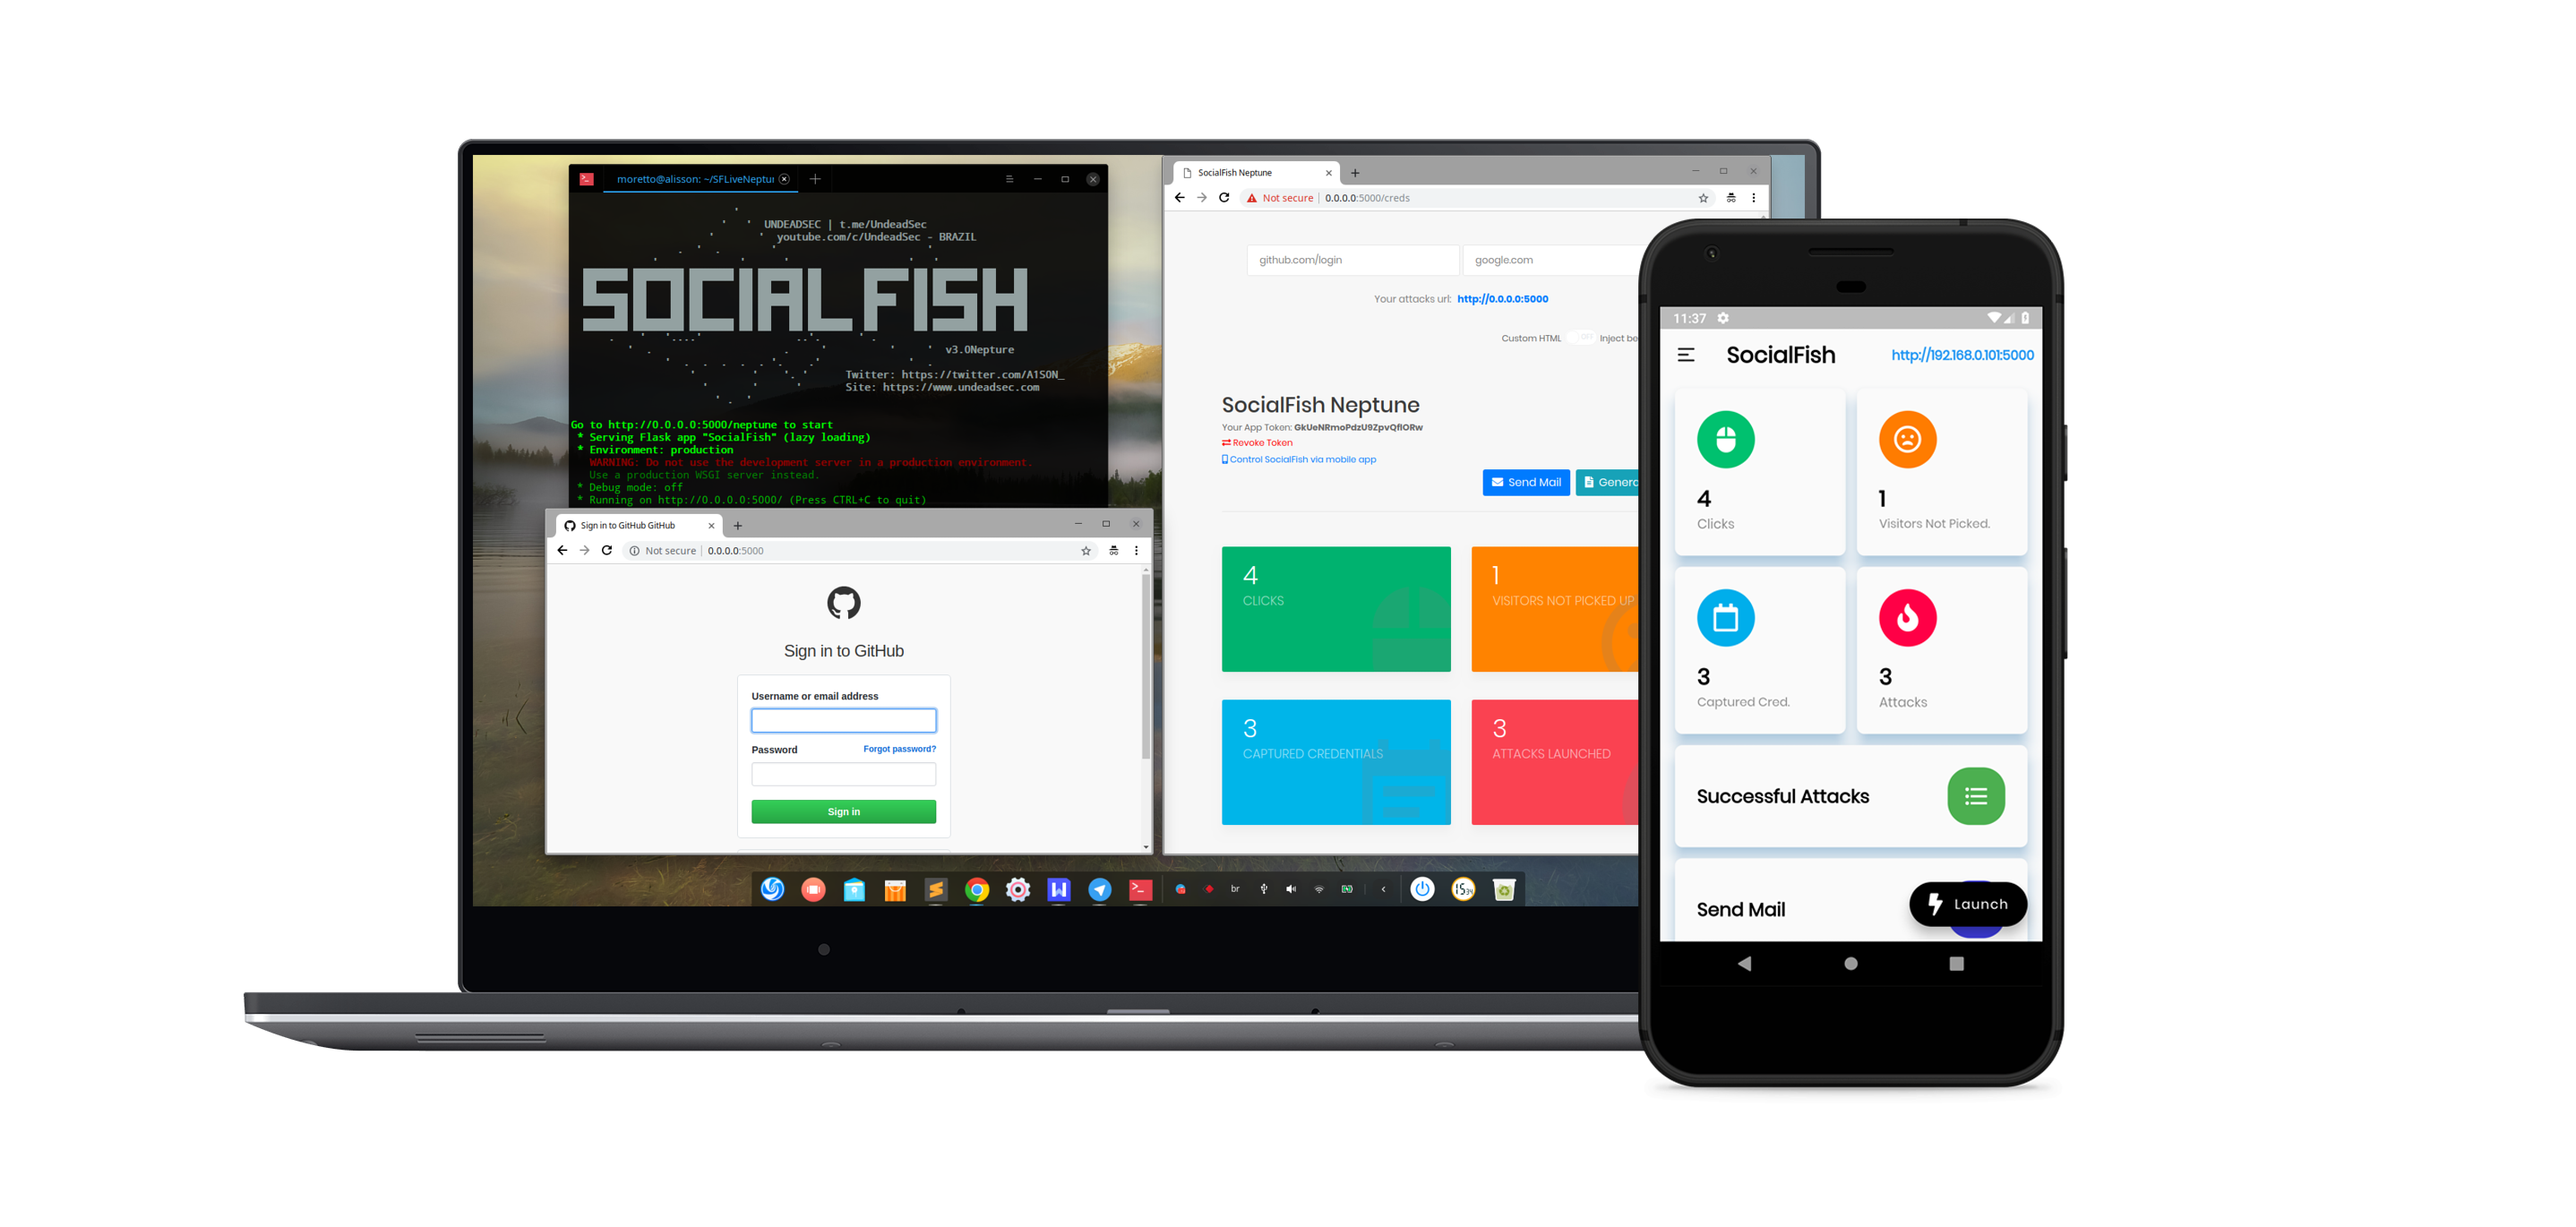 moretto@alisson: ~/SFLiveNeptu
UNDEADSEC | t.me/UndeadSec
youtube.com/c/UndeadSec - BRAZIL
SOCIALFISH
v3.0Nepture
Twitter: https://twitter.com/A1S0N_
Site: https://www.undeadsec.com
Go to http://0.0.0.0:5000/neptune to start
* Serving Flask app "SocialFish" (lazy loading)
* Environment: production
WARNING: Do not use the development server in a production environment.
Use a production WSGI server instead.
* Debug mode: off
* Running on http://0.0.0.0:5000/ (Press CTRL+C to quit)
Sign in to GitHub GitHub
Not secure | 0.0.0.0:5000
Sign in to GitHub
Username or email address
Password Forgot password?
Sign in
br
SocialFish Neptune
Not secure | 0.0.0.0:5000/creds
github.com/login google.com
Your attacks url: http://0.0.0.0:5000
Custom HTML OFF Inject be
SocialFish Neptune
Your App Token: GkUeNRmoPdzU9ZpvQflORw
Revoke Token
Control SocialFish via mobile app
Send Mail Genera
4
CLICKS
1
VISITORS NOT PICKED UP
3
CAPTURED CREDENTIALS
3
ATTACKS LAUNCHED
11:37
SocialFish http://192.168.0.101:5000
4
Clicks
1
Visitors Not Picked.
3
Captured Cred.
3
Attacks
Successful Attacks
Send Mail
Launch